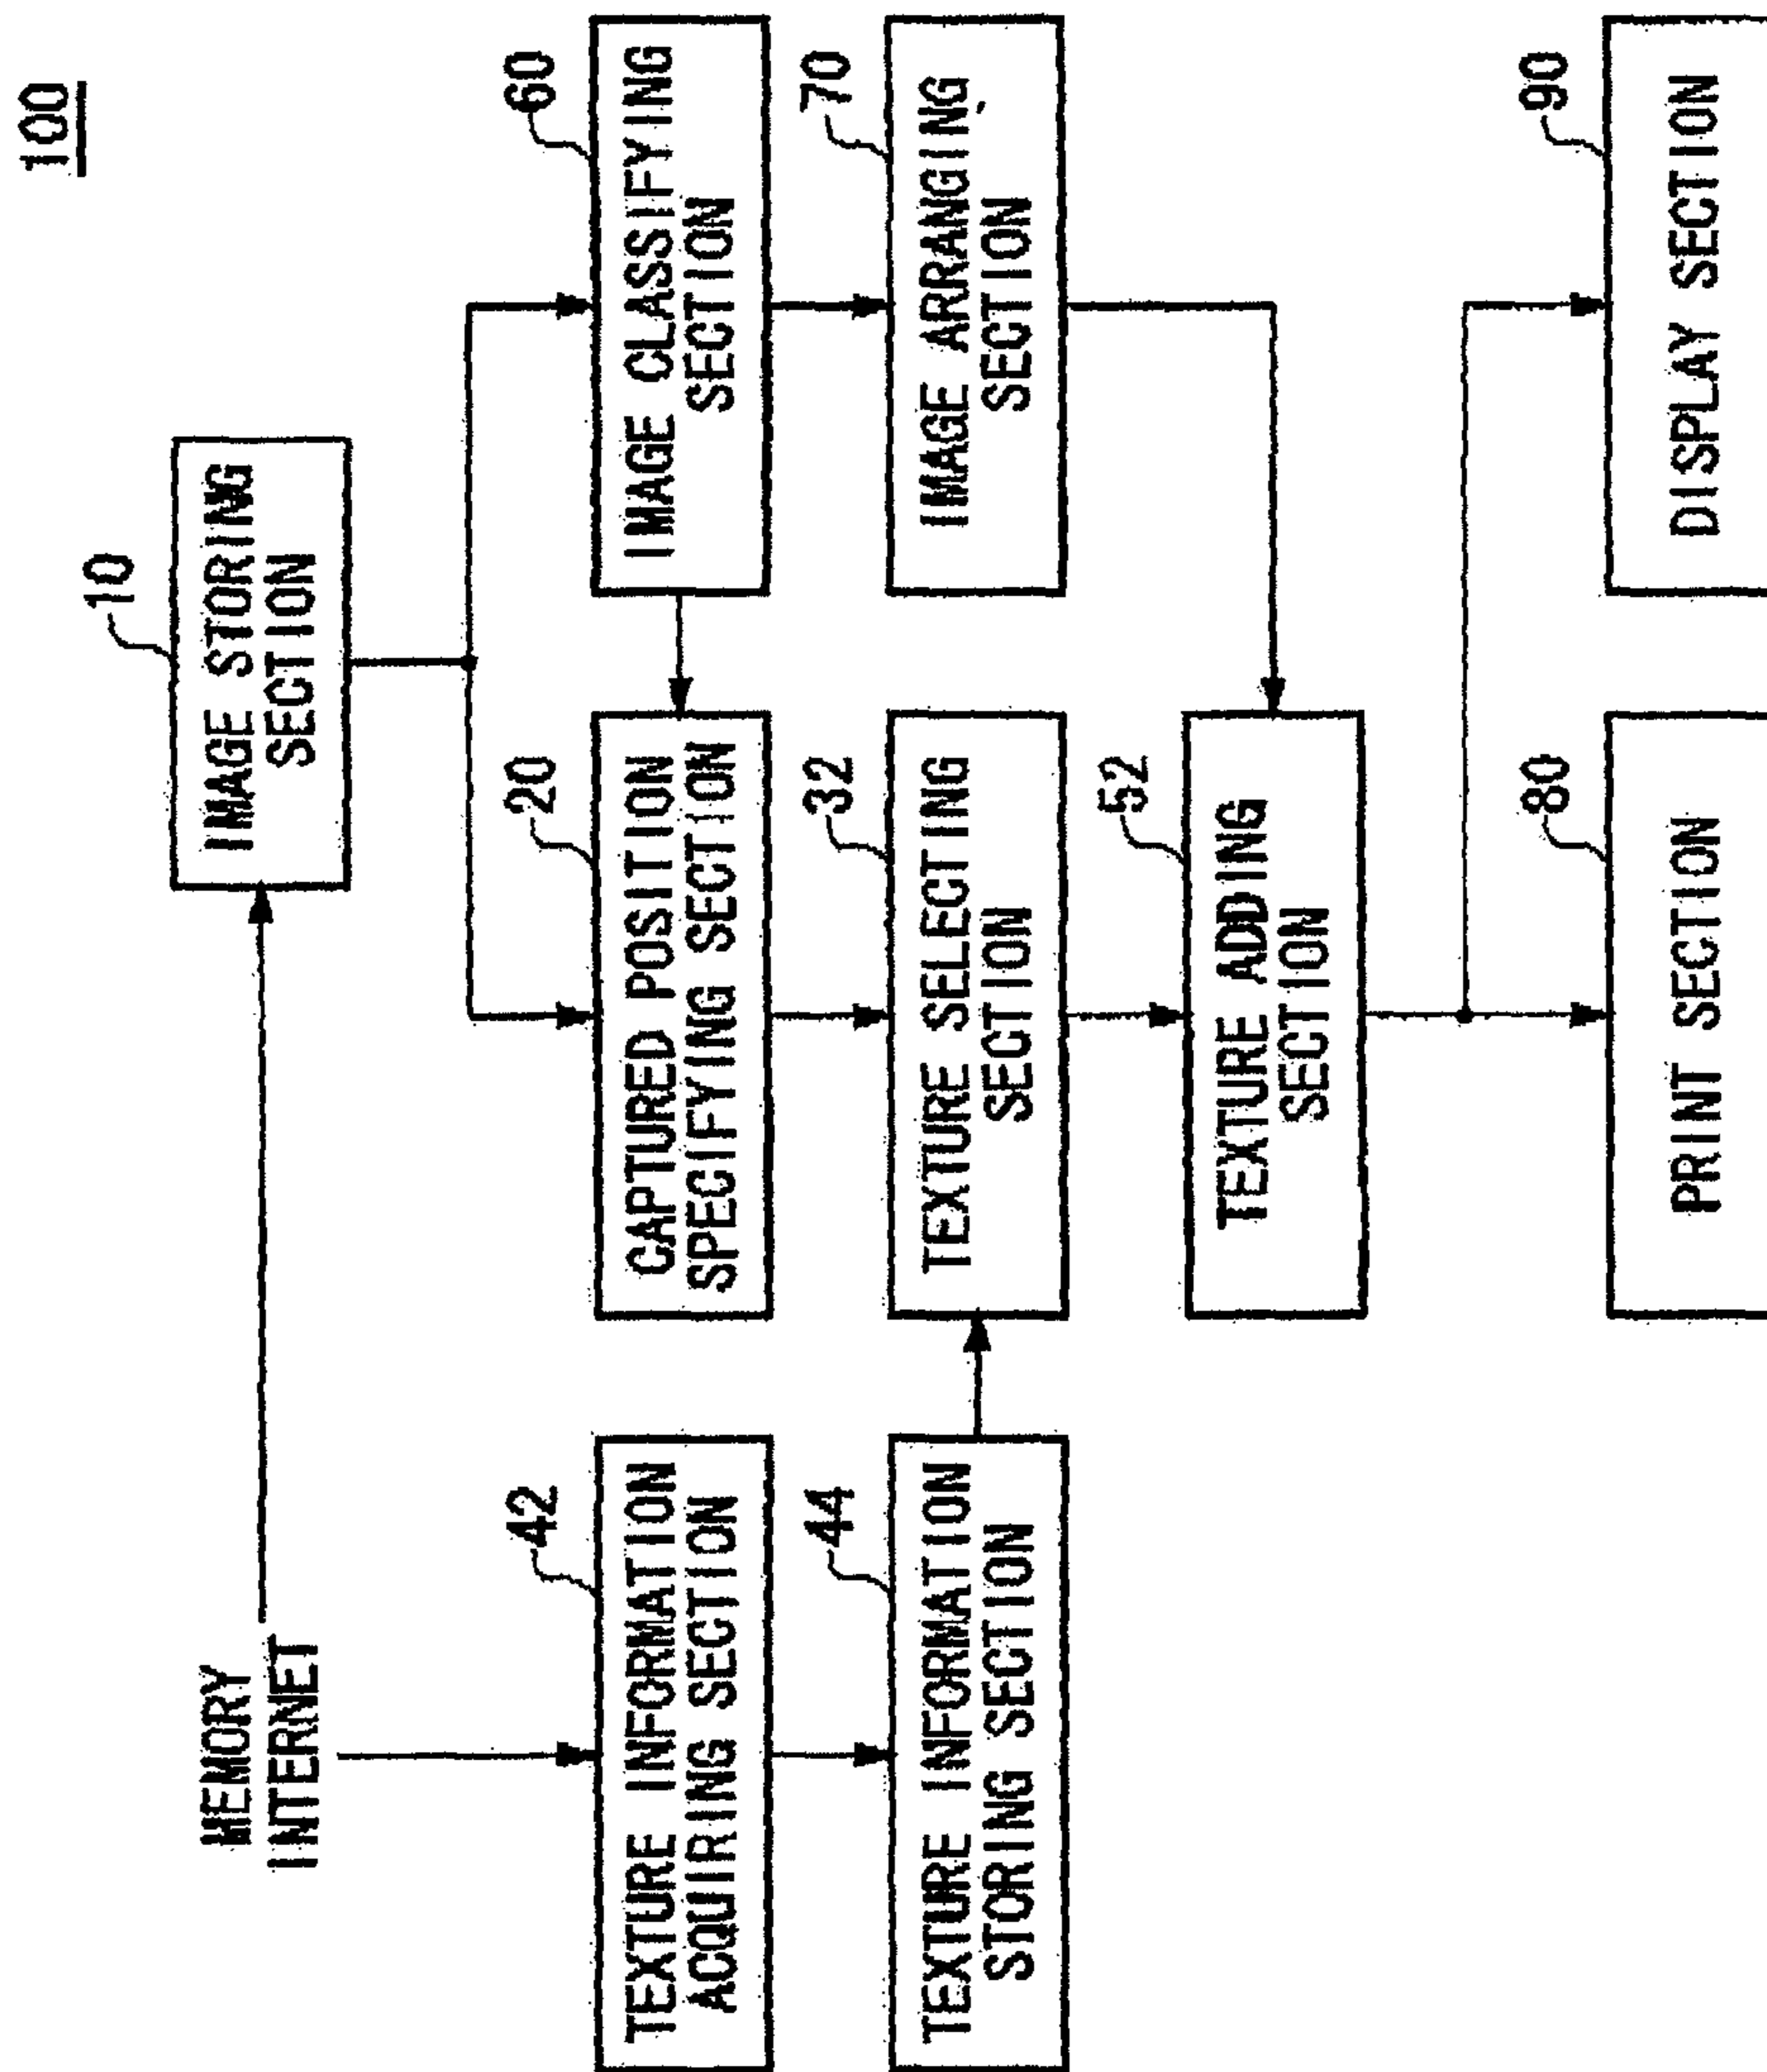 100
MEMORY
INTERNET
10
IMAGE STORING
SECTION
42
TEXTURE INFORMATION
ACQUIRING SECTION
20
CAPTURED POSITION
SPECIFYING SECTION
60
IMAGE CLASSIFYING
SECTION
44
TEXTURE INFORMATION
STORING SECTION
32
TEXTURE SELECTING
SECTION
70
IMAGE ARRANGING
SECTION
52
TEXTURE ADDING
SECTION
80
PRINT SECTION
90
DISPLAY SECTION